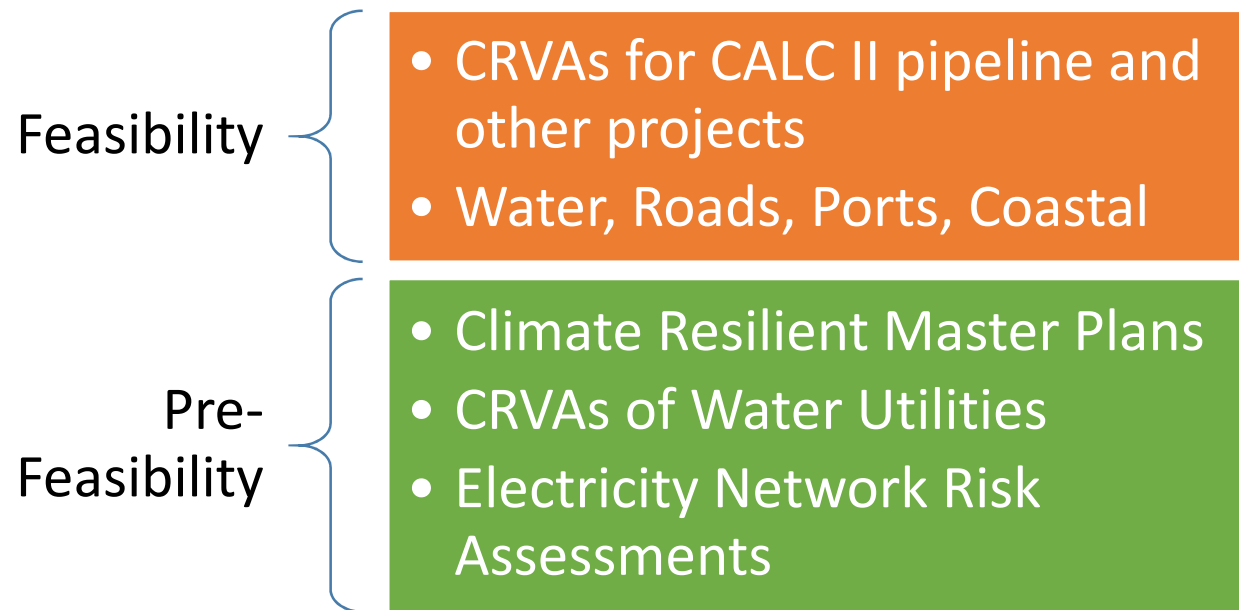 Feasibility
• CRVAs for CALC II pipeline and
other projects
• Water, Roads, Ports, Coastal
Pre-
Feasibility
• Climate Resilient Master Plans
• CRVAs of Water Utilities
• Electricity Network Risk
Assessments